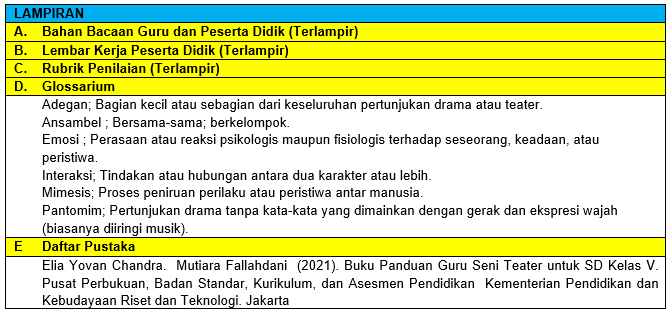 LAMPIRAN
A. Bahan Bacaan Guru dan Peserta Didik (Terlampir)
B. Lembar Kerja Peserta Didik (Terlampir)
C. Rubrik Penilaian (Terlampir)
D. Glossarium
Adegan; Bagian kecil atau sebagian dari keseluruhan pertunjukan drama atau teater.
Ansambel ; Bersama-sama; berkelompok.
Emosi ; Perasaan atau reaksi psikologis maupun fisiologis terhadap seseorang, keadaan, atau
peristiwa.
Interaksi; Tindakan atau hubungan antara dua karakter atau lebih.
Mimesis; Proses peniruan perilaku atau peristiwa antar manusia.
Pantomim; Pertunjukan drama tanpa kata-kata yang dimainkan dengan gerak dan ekspresi wajah
(biasanya diiringi musik).
E Daftar Pustaka
Elia Yovan Chandra. Mutiara Fallahdani (2021). Buku Panduan Guru Seni Teater untuk SD Kelas V.
Pusat Perbukuan, Badan Standar, Kurikulum, dan Asesmen Pendidikan Kementerian Pendidikan dan
Kebudayaan Riset dan Teknologi. Jakarta